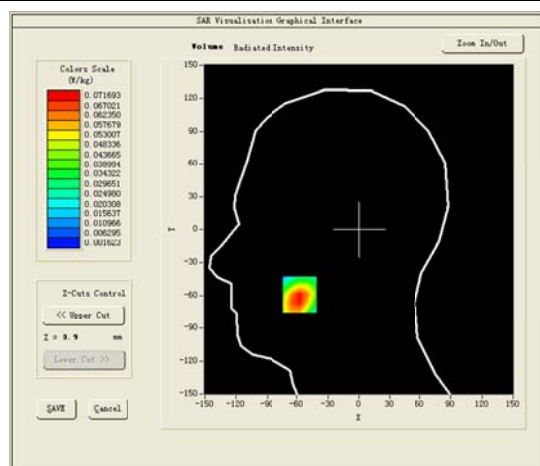 SAR Visualisation Graphical Interface
Volume Radiated Intensity
Zoom In/Out
Colors Scale
(W/kg)
0.071693
0.067021
0.062350
0.057679
0.053007
0.048336
0.043665
0.038994
0.034322
0.029651
0.024980
0.020308
0.015637
0.010966
0.006295
0.001623
Z-Cuts Control
<< Upper Cut
Z = 0.9 mm
Lower Cut >>
SAVE Cancel
150
120
90
60
30
Y 0
-30
-60
-90
-120
-150
-150 -120 -90 -60 -30 0 30 60 90 120 150
X